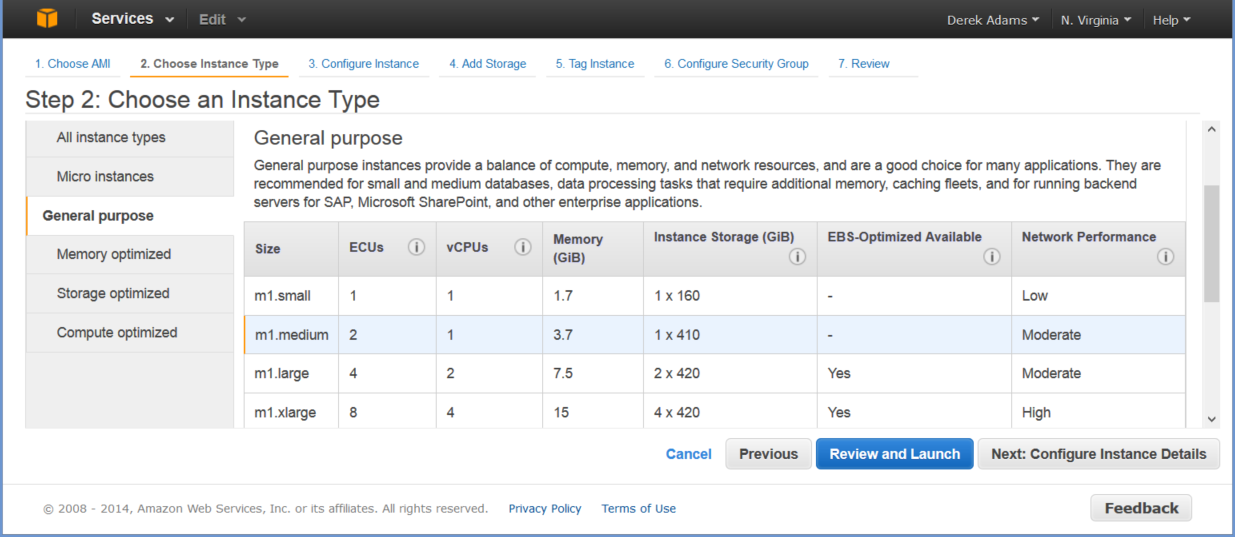 Services Edit Derek Adams N. Virginia Help
1. Choose AMI 2. Choose Instance Type 3. Configure Instance 4. Add Storage 5. Tag Instance 6. Configure Security Group 7. Review
Step 2: Choose an Instance Type
All instance types
Micro instances
General purpose
Memory optimized
Storage optimized
Compute optimized
General purpose
General purpose instances provide a balance of compute, memory, and network resources, and are a good choice for many applications. They are
recommended for small and medium databases, data processing tasks that require additional memory, caching fleets, and for running backend
servers for SAP, Microsoft SharePoint, and other enterprise applications.
Size ECUs i vCPUs i Memory (GiB) Instance Storage (GiB) i EBS-Optimized Available i Network Performance i
m1.small 1 1 1.7 1 x 160 - Low
m1.medium 2 1 3.7 1 x 410 - Moderate
m1.large 4 2 7.5 2 x 420 Yes Moderate
m1.xlarge 8 4 15 4 x 420 Yes High
Cancel Previous Review and Launch Next: Configure Instance Details
© 2008 - 2014, Amazon Web Services, Inc. or its affiliates. All rights reserved. Privacy Policy Terms of Use Feedback